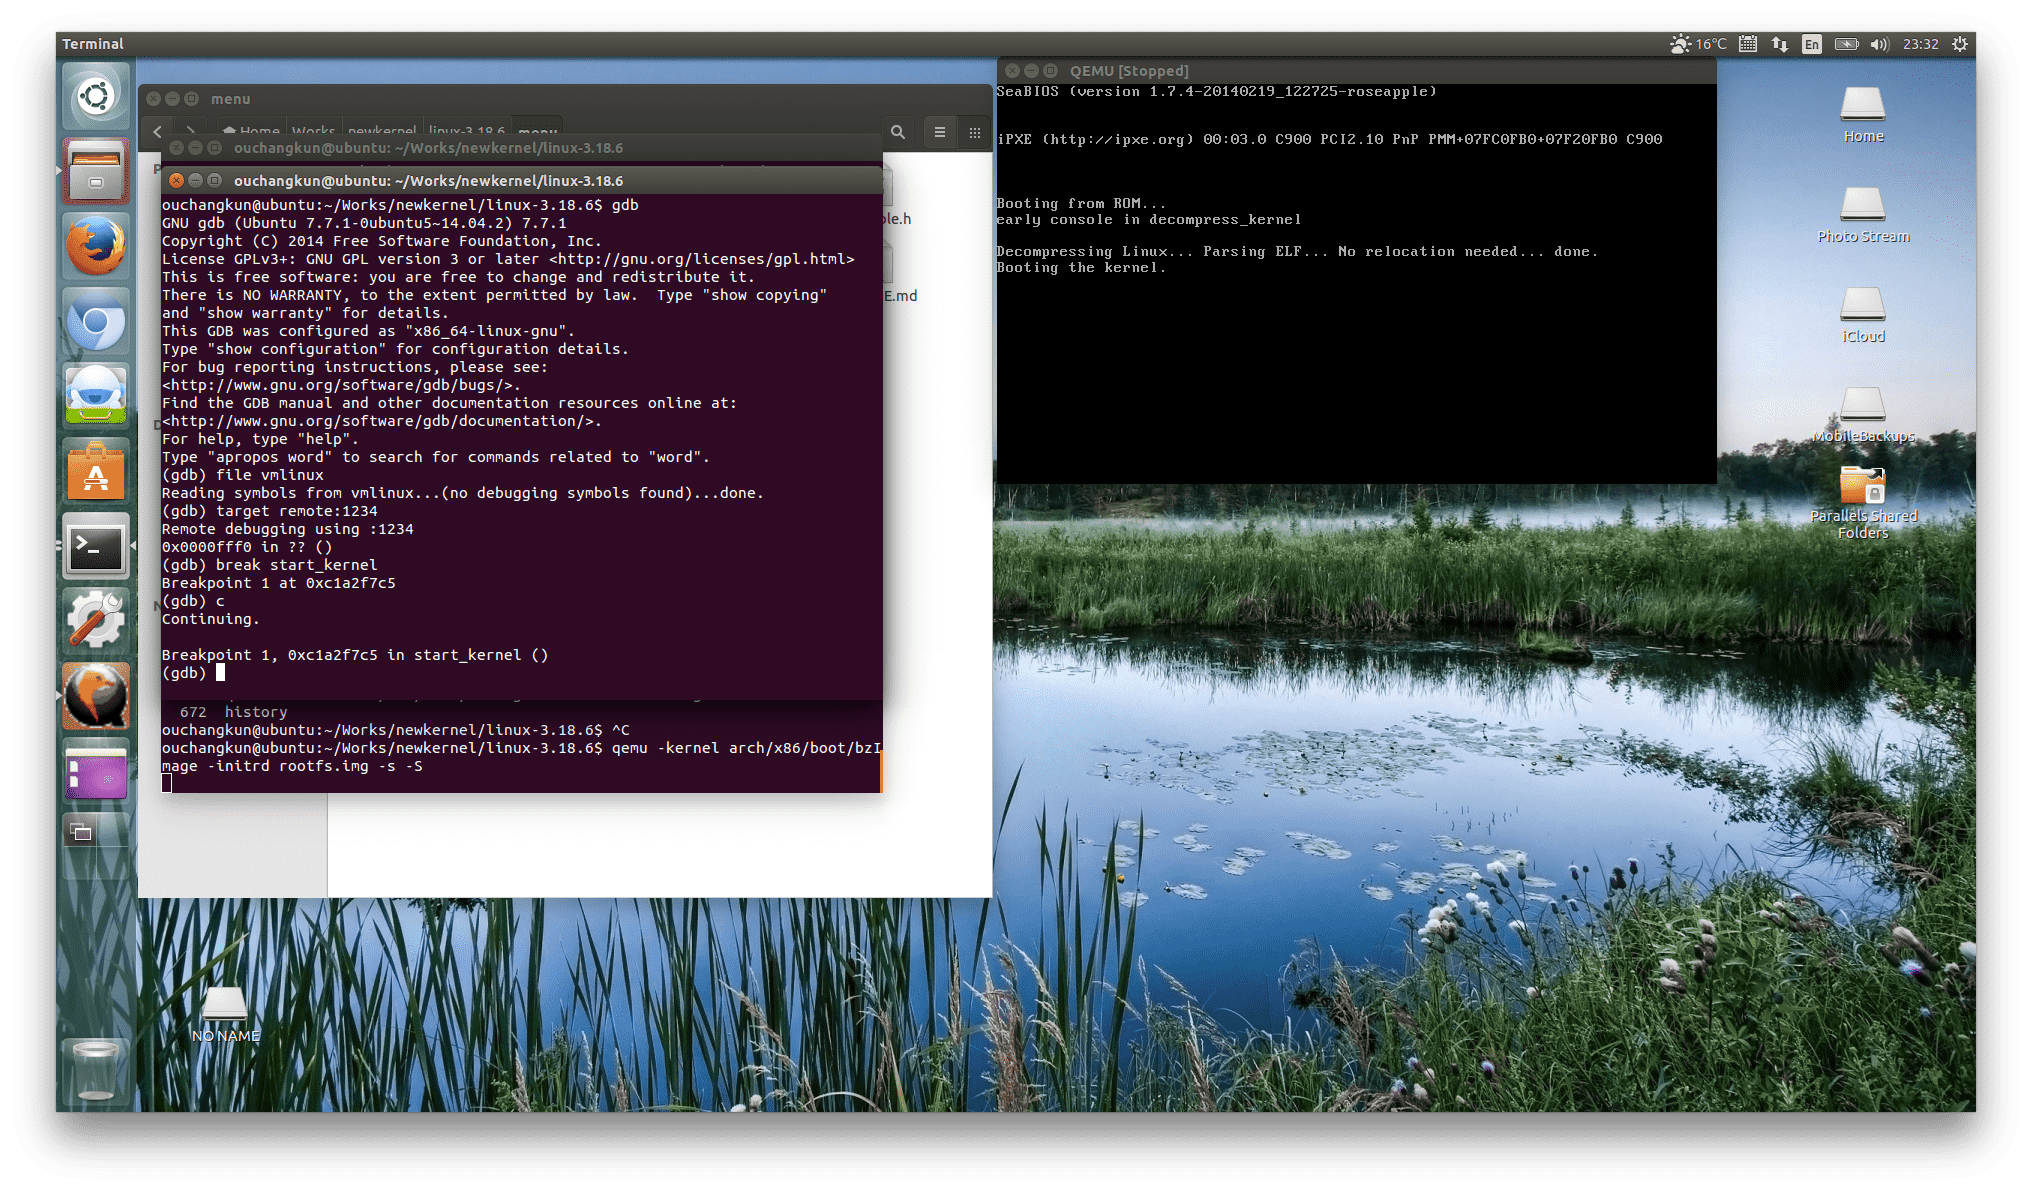 Terminal
16°C
En
23:32
menu
Home
Works
newkernel
linux-3.18.6
menu
ouchangkun@ubuntu: ~/Works/newkernel/linux-3.18.6
ouchangkun@ubuntu: ~/Works/newkernel/linux-3.18.6
ouchangkun@ubuntu:~/Works/newkernel/linux-3.18.6$ gdb
GNU gdb (Ubuntu 7.7.1-0ubuntu5~14.04.2) 7.7.1
Copyright (C) 2014 Free Software Foundation, Inc.
License GPLv3+: GNU GPL version 3 or later <http://gnu.org/licenses/gpl.html>
This is free software: you are free to change and redistribute it.
There is NO WARRANTY, to the extent permitted by law.  Type "show copying"
and "show warranty" for details.
This GDB was configured as "x86_64-linux-gnu".
Type "show configuration" for configuration details.
For bug reporting instructions, please see:
<http://www.gnu.org/software/gdb/bugs/>.
Find the GDB manual and other documentation resources online at:
<http://www.gnu.org/software/gdb/documentation/>.
For help, type "help".
Type "apropos word" to search for commands related to "word".
(gdb) file vmlinux
Reading symbols from vmlinux...(no debugging symbols found)...done.
(gdb) target remote:1234
Remote debugging using :1234
0x0000fff0 in ?? ()
(gdb) break start_kernel
Breakpoint 1 at 0xc1a2f7c5
(gdb) c
Continuing.
Breakpoint 1, 0xc1a2f7c5 in start_kernel ()
(gdb)
672  history
ouchangkun@ubuntu:~/Works/newkernel/linux-3.18.6$ ^C
ouchangkun@ubuntu:~/Works/newkernel/linux-3.18.6$ qemu -kernel arch/x86/boot/bzI
mage -initrd rootfs.img -s -S
le.h
E.md
QEMU [Stopped]
SeaBIOS (version 1.7.4-20140219_122725-roseapple)
iPXE (http://ipxe.org) 00:03.0 C900 PCI2.10 PnP PMM+07FC0FB0+07F20FB0 C900
Booting from ROM...
early console in decompress_kernel
Decompressing Linux... Parsing ELF... No relocation needed... done.
Booting the kernel.
Home
Photo Stream
iCloud
MobileBackups
Parallels Shared
Folders
NO NAME